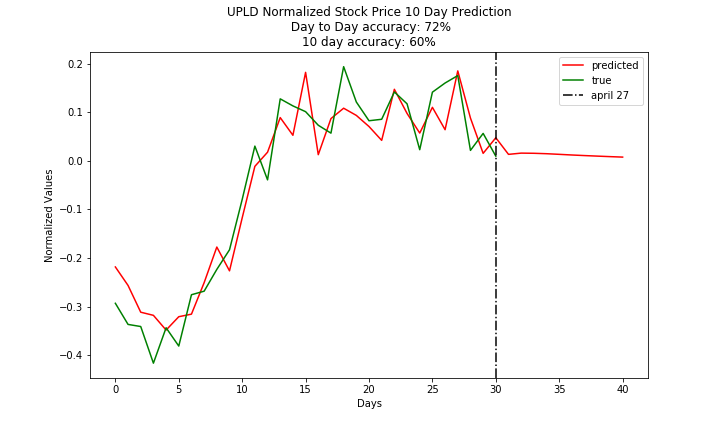 UPLD Normalized Stock Price 10 Day Prediction
Day to Day accuracy: 72%
10 day accuracy: 60%
predicted
true
april 27
Normalized Values
0.2
0.1
0.0
−0.1
−0.2
−0.3
−0.4
0 5 10 15 20 25 30 35 40
Days